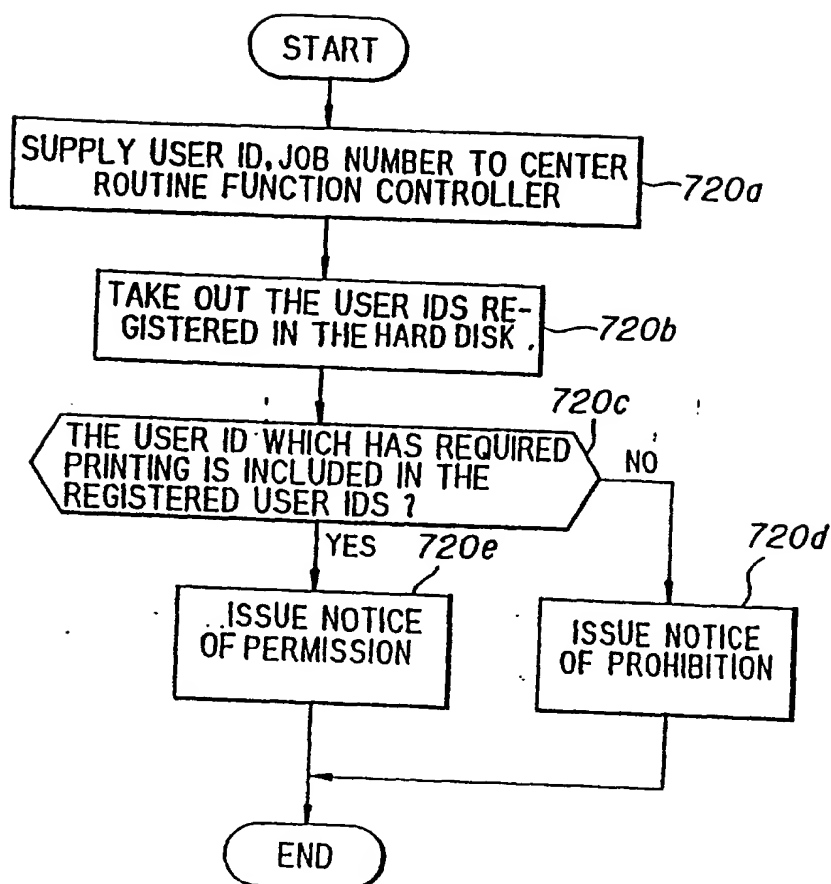 START
SUPPLY USER ID, JOB NUMBER TO CENTER
ROUTINE FUNCTION CONTROLLER
720a
TAKE OUT THE USER IDS RE-
GISTERED IN THE HARD DISK .
720b
720c
THE USER ID WHICH HAS REQUIRED
PRINTING IS INCLUDED IN THE
REGISTERED USER IDS ?
NO
YES
720e
720d
ISSUE NOTICE
OF PERMISSION
ISSUE NOTICE
OF PROHIBITION
END